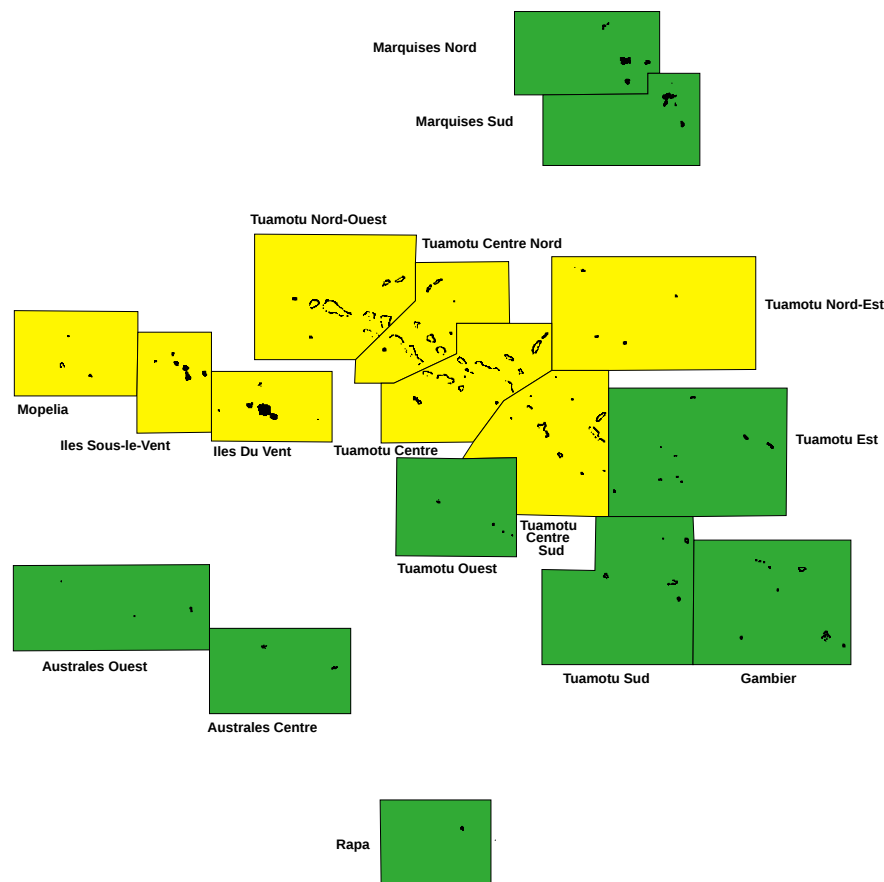 Marquises Nord
Marquises Sud
Tuamotu Nord-Ouest
Tuamotu Centre Nord
Tuamotu Nord-Est
Mopelia
Iles Sous-le-Vent
Iles Du Vent
Tuamotu Centre
Tuamotu Est
Tuamotu
Centre
Sud
Tuamotu Ouest
Australes Ouest
Tuamotu Sud
Gambier
Australes Centre
Rapa